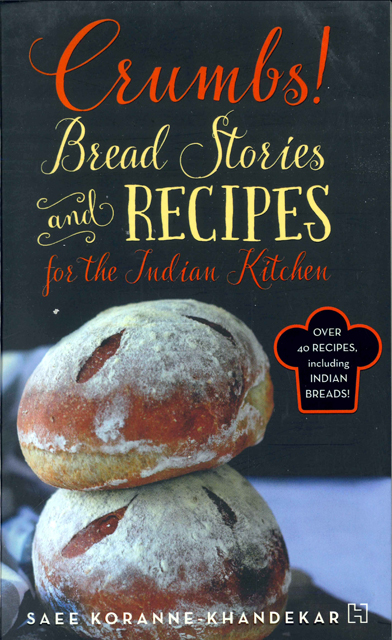 Crumbs!
Bread Stories
and RECIPES
for the Indian Kitchen
OVER
40 RECIPES,
including
INDIAN
BREADS!
SAEE KORANNE-KHANDEKAR H